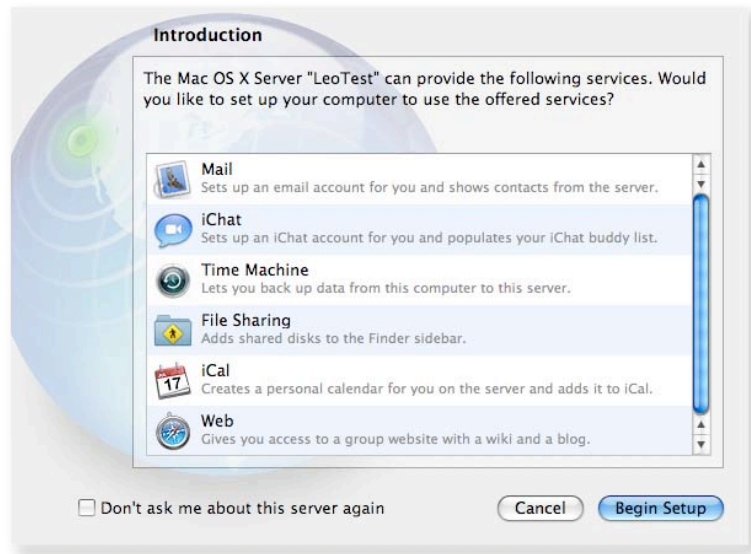 Introduction
The Mac OS X Server "LeoTest" can provide the following services. Would
you like to set up your computer to use the offered services?
Mail
Sets up an email account for you and shows contacts from the server.
iChat
Sets up an iChat account for you and populates your iChat buddy list.
Time Machine
Lets you back up data from this computer to this server.
File Sharing
Adds shared disks to the Finder sidebar.
iCal
17
Creates a personal calendar for you on the server and adds it to iCal.
Web
Gives you access to a group website with a wiki and a blog.
Don't ask me about this server again
Cancel
Begin Setup